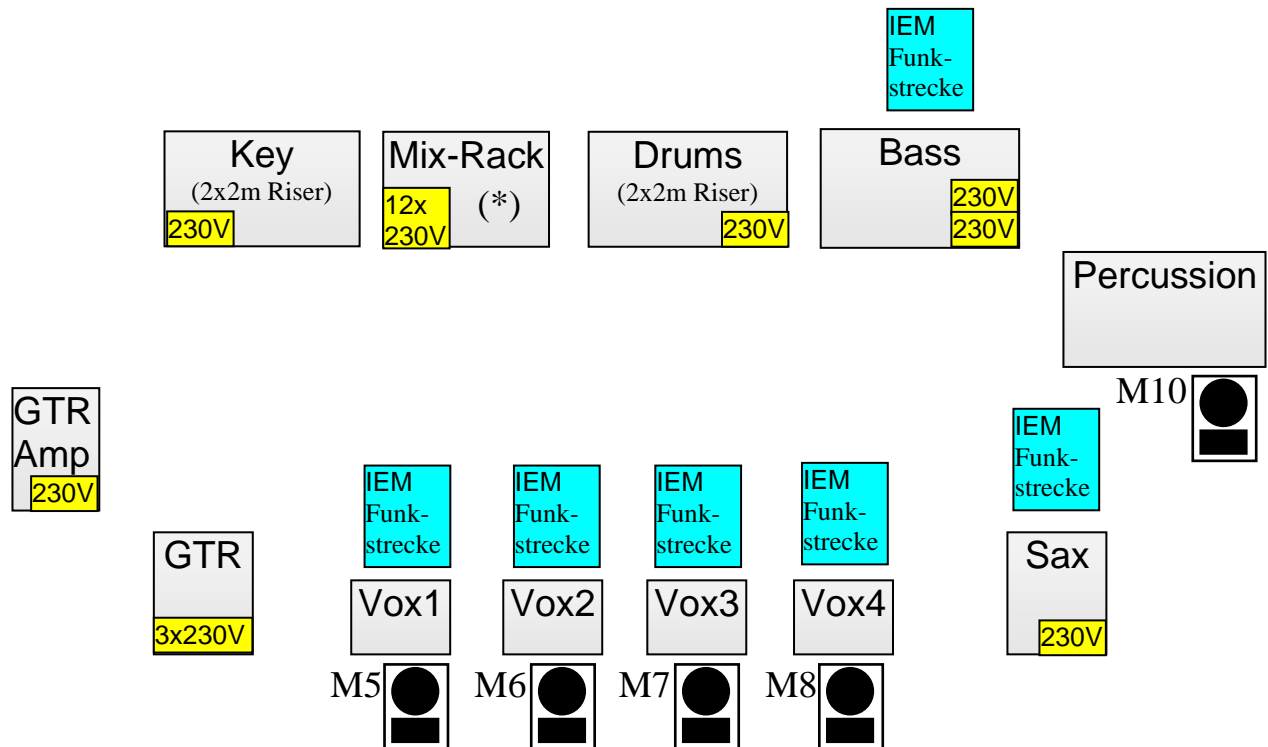 IEM
Funk-
strecke
Key
(2x2m Riser)
230V
Mix-Rack
12x
230V
(*)
Drums
(2x2m Riser)
230V
Bass
230V
230V
Percussion
M10
GTR
Amp
230V
IEM
Funk-
strecke
GTR
3x230V
IEM
Funk-
strecke
Vox1
M5
IEM
Funk-
strecke
Vox2
M6
IEM
Funk-
strecke
Vox3
M7
IEM
Funk-
strecke
Vox4
M8
Sax
230V